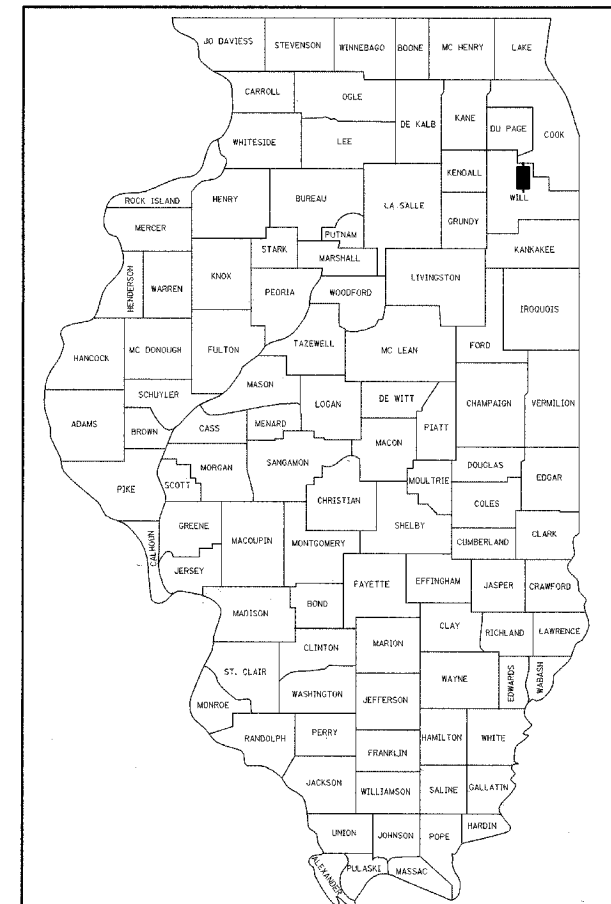 JO DAVIESS
STEVENSON
WINNEBAGO
BOONE
MC HENRY
LAKE
CARROLL
OGLE
DE KALB
KANE
DU PAGE
COOK
WHITESIDE
LEE
KENDALL
WILL
ROCK ISLAND
HENRY
BUREAU
LA SALLE
GRUNDY
MERCER
PUTNAM
KANKAKEE
STARK
MARSHALL
HENDERSON
WARREN
KNOX
PEORIA
WOODFORD
LIVINGSTON
IROQUOIS
HANCOCK
MC DONOUGH
FULTON
TAZEWELL
MC LEAN
FORD
SCHUYLER
MASON
DE WITT
ADAMS
BROWN
CASS
MENARD
LOGAN
PIATT
CHAMPAIGN
VERMILION
MACON
PIKE
SCOTT
MORGAN
SANGAMON
CHRISTIAN
MOULTRIE
DOUGLAS
EDGAR
COLES
CALHOUN
GREENE
MACOUPIN
MONTGOMERY
SHELBY
CUMBERLAND
CLARK
JERSEY
FAYETTE
EFFINGHAM
JASPER
CRAWFORD
MADISON
BOND
CLAY
RICHLAND
LAWRENCE
CLINTON
MARION
ST. CLAIR
WAYNE
EDWARDS
WABASH
WASHINGTON
JEFFERSON
MONROE
RANDOLPH
PERRY
HAMILTON
WHITE
FRANKLIN
JACKSON
WILLIAMSON
SALINE
GALLATIN
UNION
JOHNSON
POPE
HARDIN
ALEXANDER
PULASKI
MASSAC